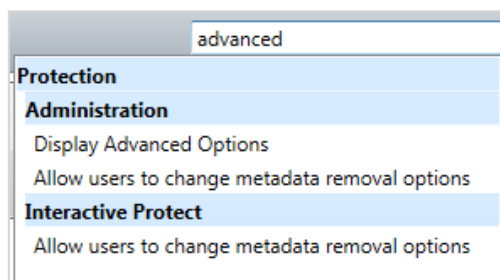 advanced
Protection
Administration
Display Advanced Options
Allow users to change metadata removal options
Interactive Protect
Allow users to change metadata removal options